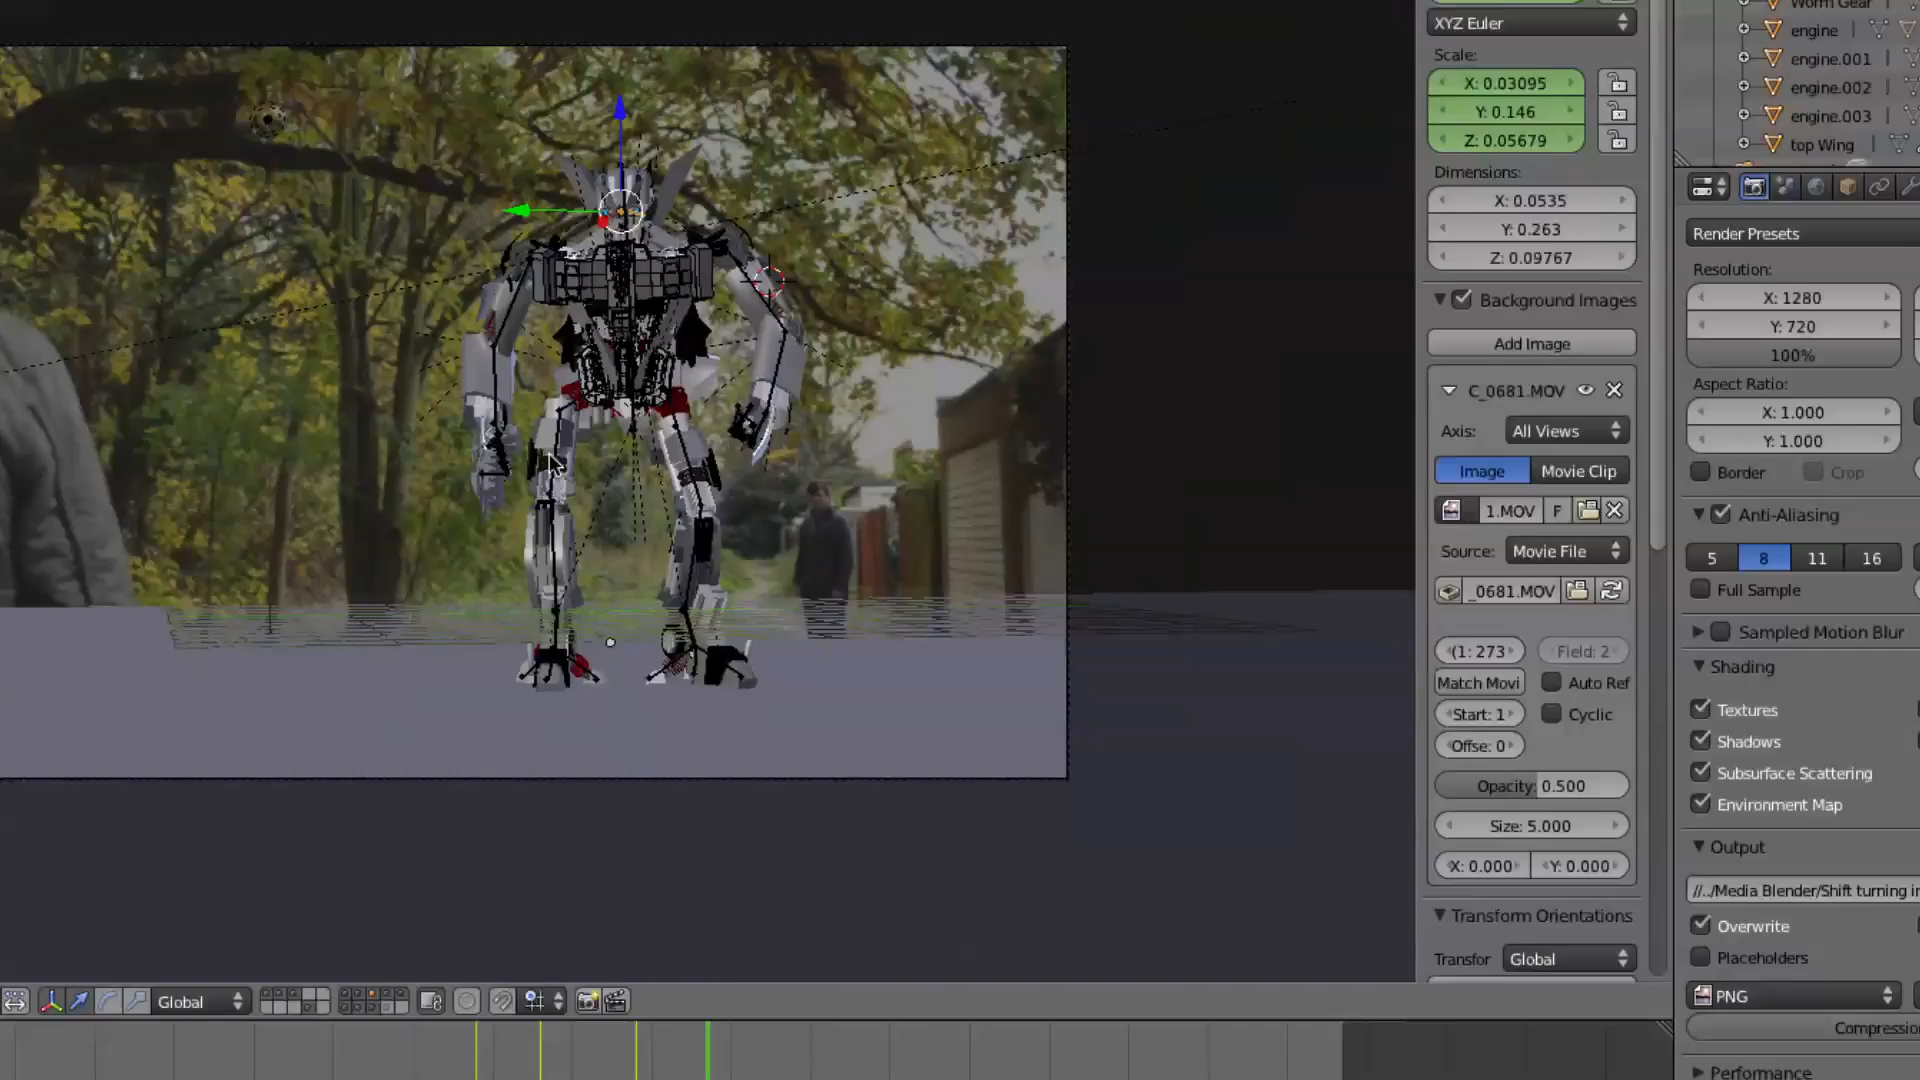 XYZ Euler
Scale:
X: 0.03095
Y: 0.146
Z: 0.05679
Dimensions:
X: 0.0535
Y: 0.263
Z: 0.09767
Background Images
Add Image
C_0681.MOV
Axis: All Views
Image Movie Clip
1.MOV F
Source: Movie File
_0681.MOV
(1: 273 Field: 2
Match Movi Auto Ref
Start: 1 Cyclic
Offse: 0
Opacity: 0.500
Size: 5.000
X: 0.000 Y: 0.000
Transform Orientations
Transfor Global
Global
Worm Gear
engine
engine.001
engine.002
engine.003
top Wing
Render Presets
Resolution:
X: 1280
Y: 720
100%
Aspect Ratio:
X: 1.000
Y: 1.000
Border Crop
Anti-Aliasing
5 8 11 16
Full Sample
Sampled Motion Blur
Shading
Textures
Shadows
Subsurface Scattering
Environment Map
Output
//../Media Blender/Shift turning i
Overwrite
Placeholders
PNG
Compressio
Performance